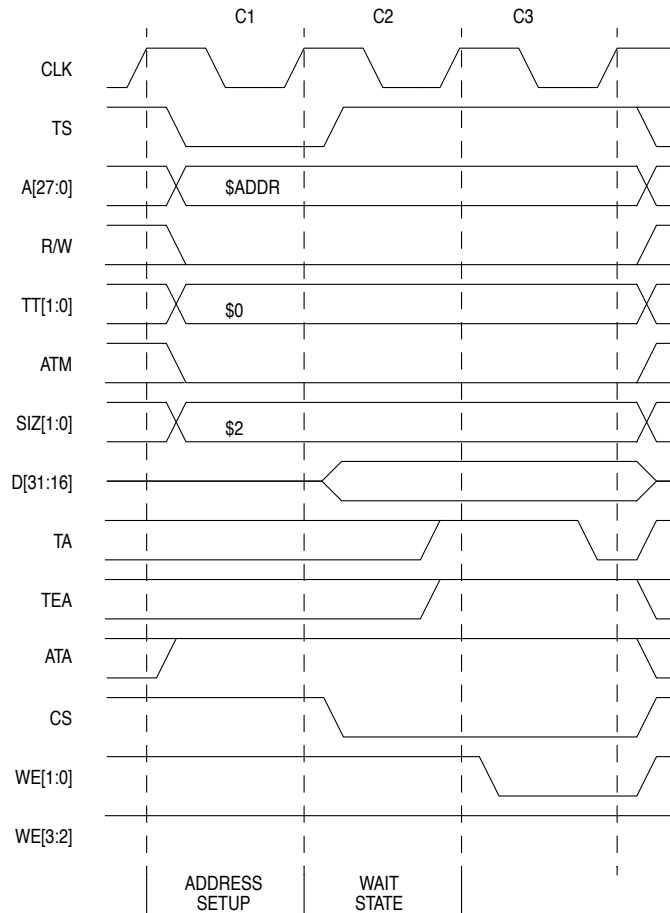 C1 C2 C3
CLK
TS
A[27:0] $ADDR
R/W
TT[1:0] $0
ATM
SIZ[1:0] $2
D[31:16]
TA
TEA
ATA
CS
WE[1:0]
WE[3:2]
ADDRESS WAIT
SETUP STATE